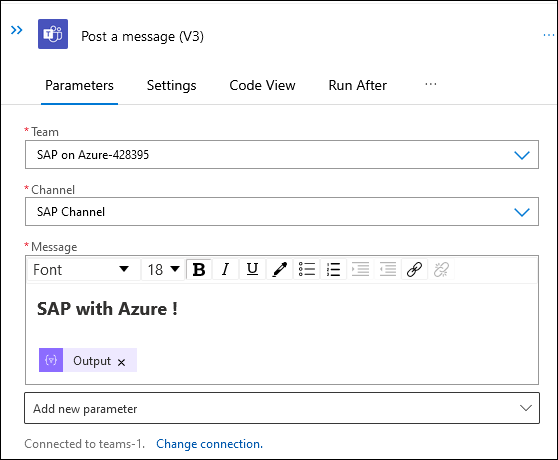 Post a message (V3)
Parameters Settings Code View Run After ...
* Team
SAP on Azure-428395
* Channel
SAP Channel
* Message
Font 18 B I U
SAP with Azure !
{v} Output ×
Add new parameter
Connected to teams-1. Change connection.